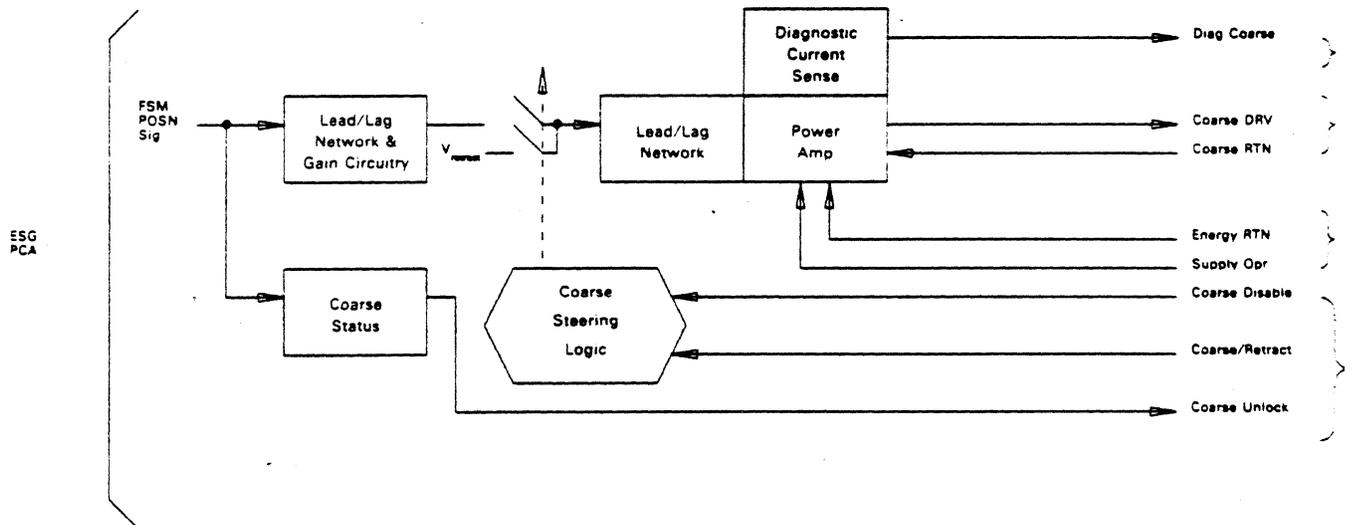 Diagnostic
Current
Sense
Diag Coarse
FSM
POSN
Sig
Lead/Lag
Network &
Gain Circuitry
V
Lead/Lag
Network
Power
Amp
Coarse DRV
Coarse RTN
ESG
PCA
Energy RTN
Supply Opr
Coarse
Status
Coarse
Steering
Logic
Coarse Disable
Coarse/Retract
Coarse Unlock